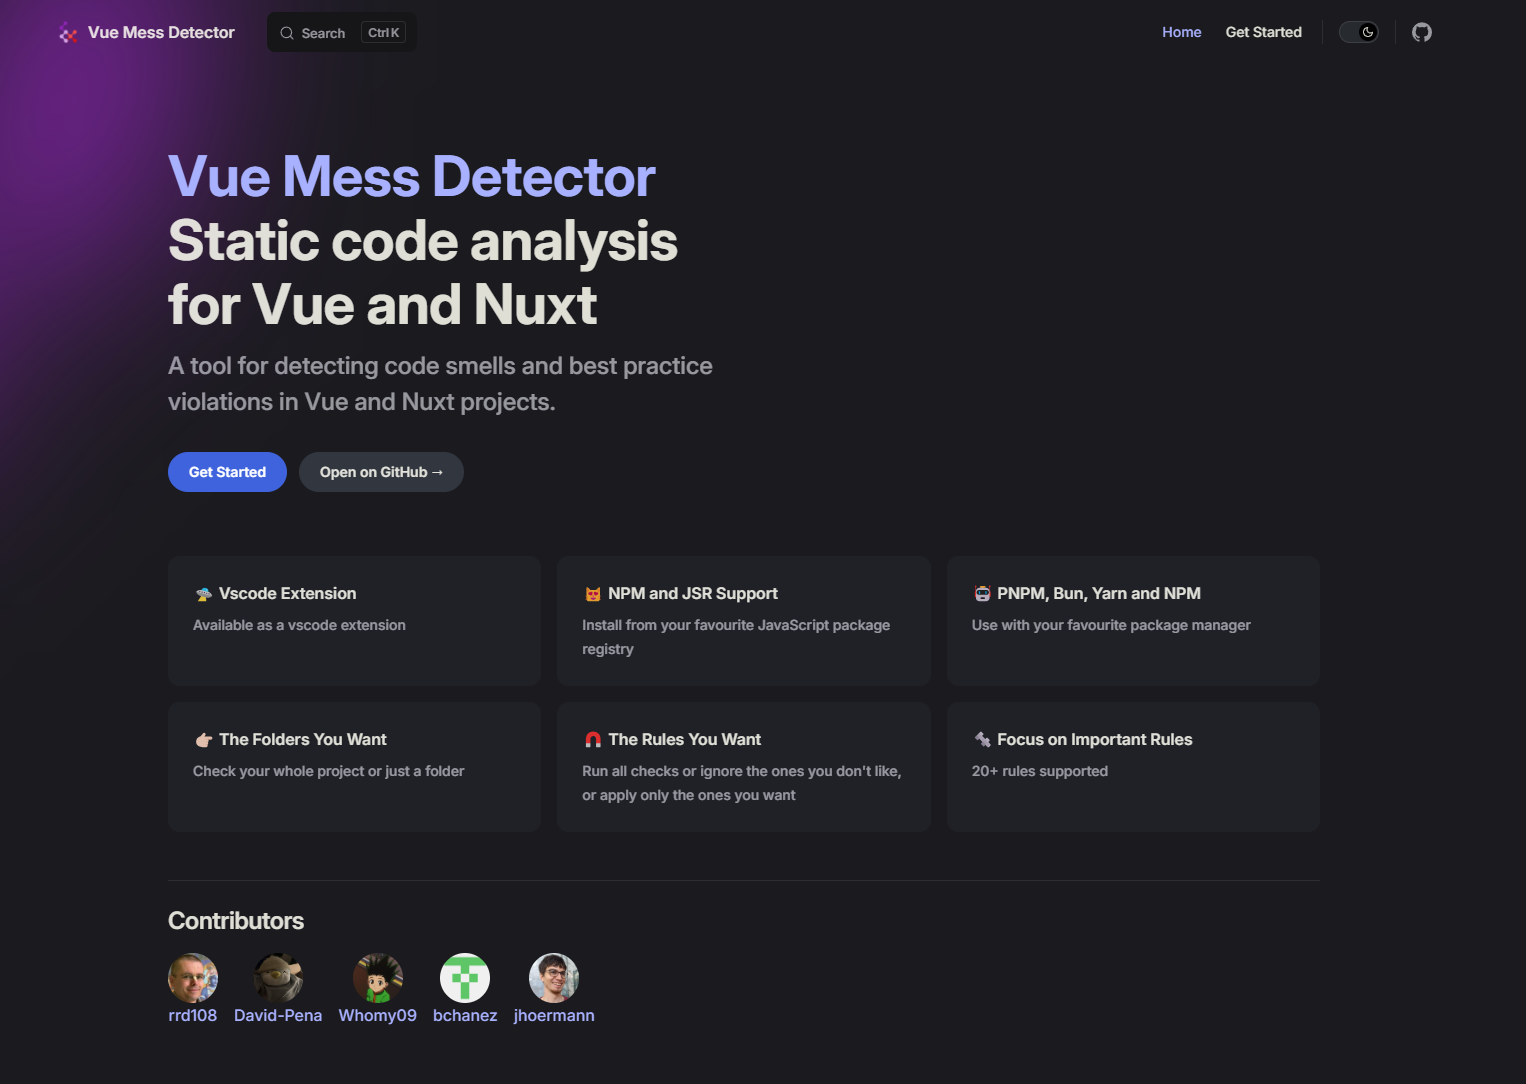 Vue Mess Detector
Search
Ctrl K
Home
Get Started
Vue Mess Detector
Static code analysis
for Vue and Nuxt
A tool for detecting code smells and best practice
violations in Vue and Nuxt projects.
Get Started
Open on GitHub →
Vscode Extension
Available as a vscode extension
NPM and JSR Support
Install from your favourite JavaScript package
registry
PNPM, Bun, Yarn and NPM
Use with your favourite package manager
The Folders You Want
Check your whole project or just a folder
The Rules You Want
Run all checks or ignore the ones you don't like,
or apply only the ones you want
Focus on Important Rules
20+ rules supported
Contributors
rrd108
David-Pena
Whomy09
bchanez
jhoermann